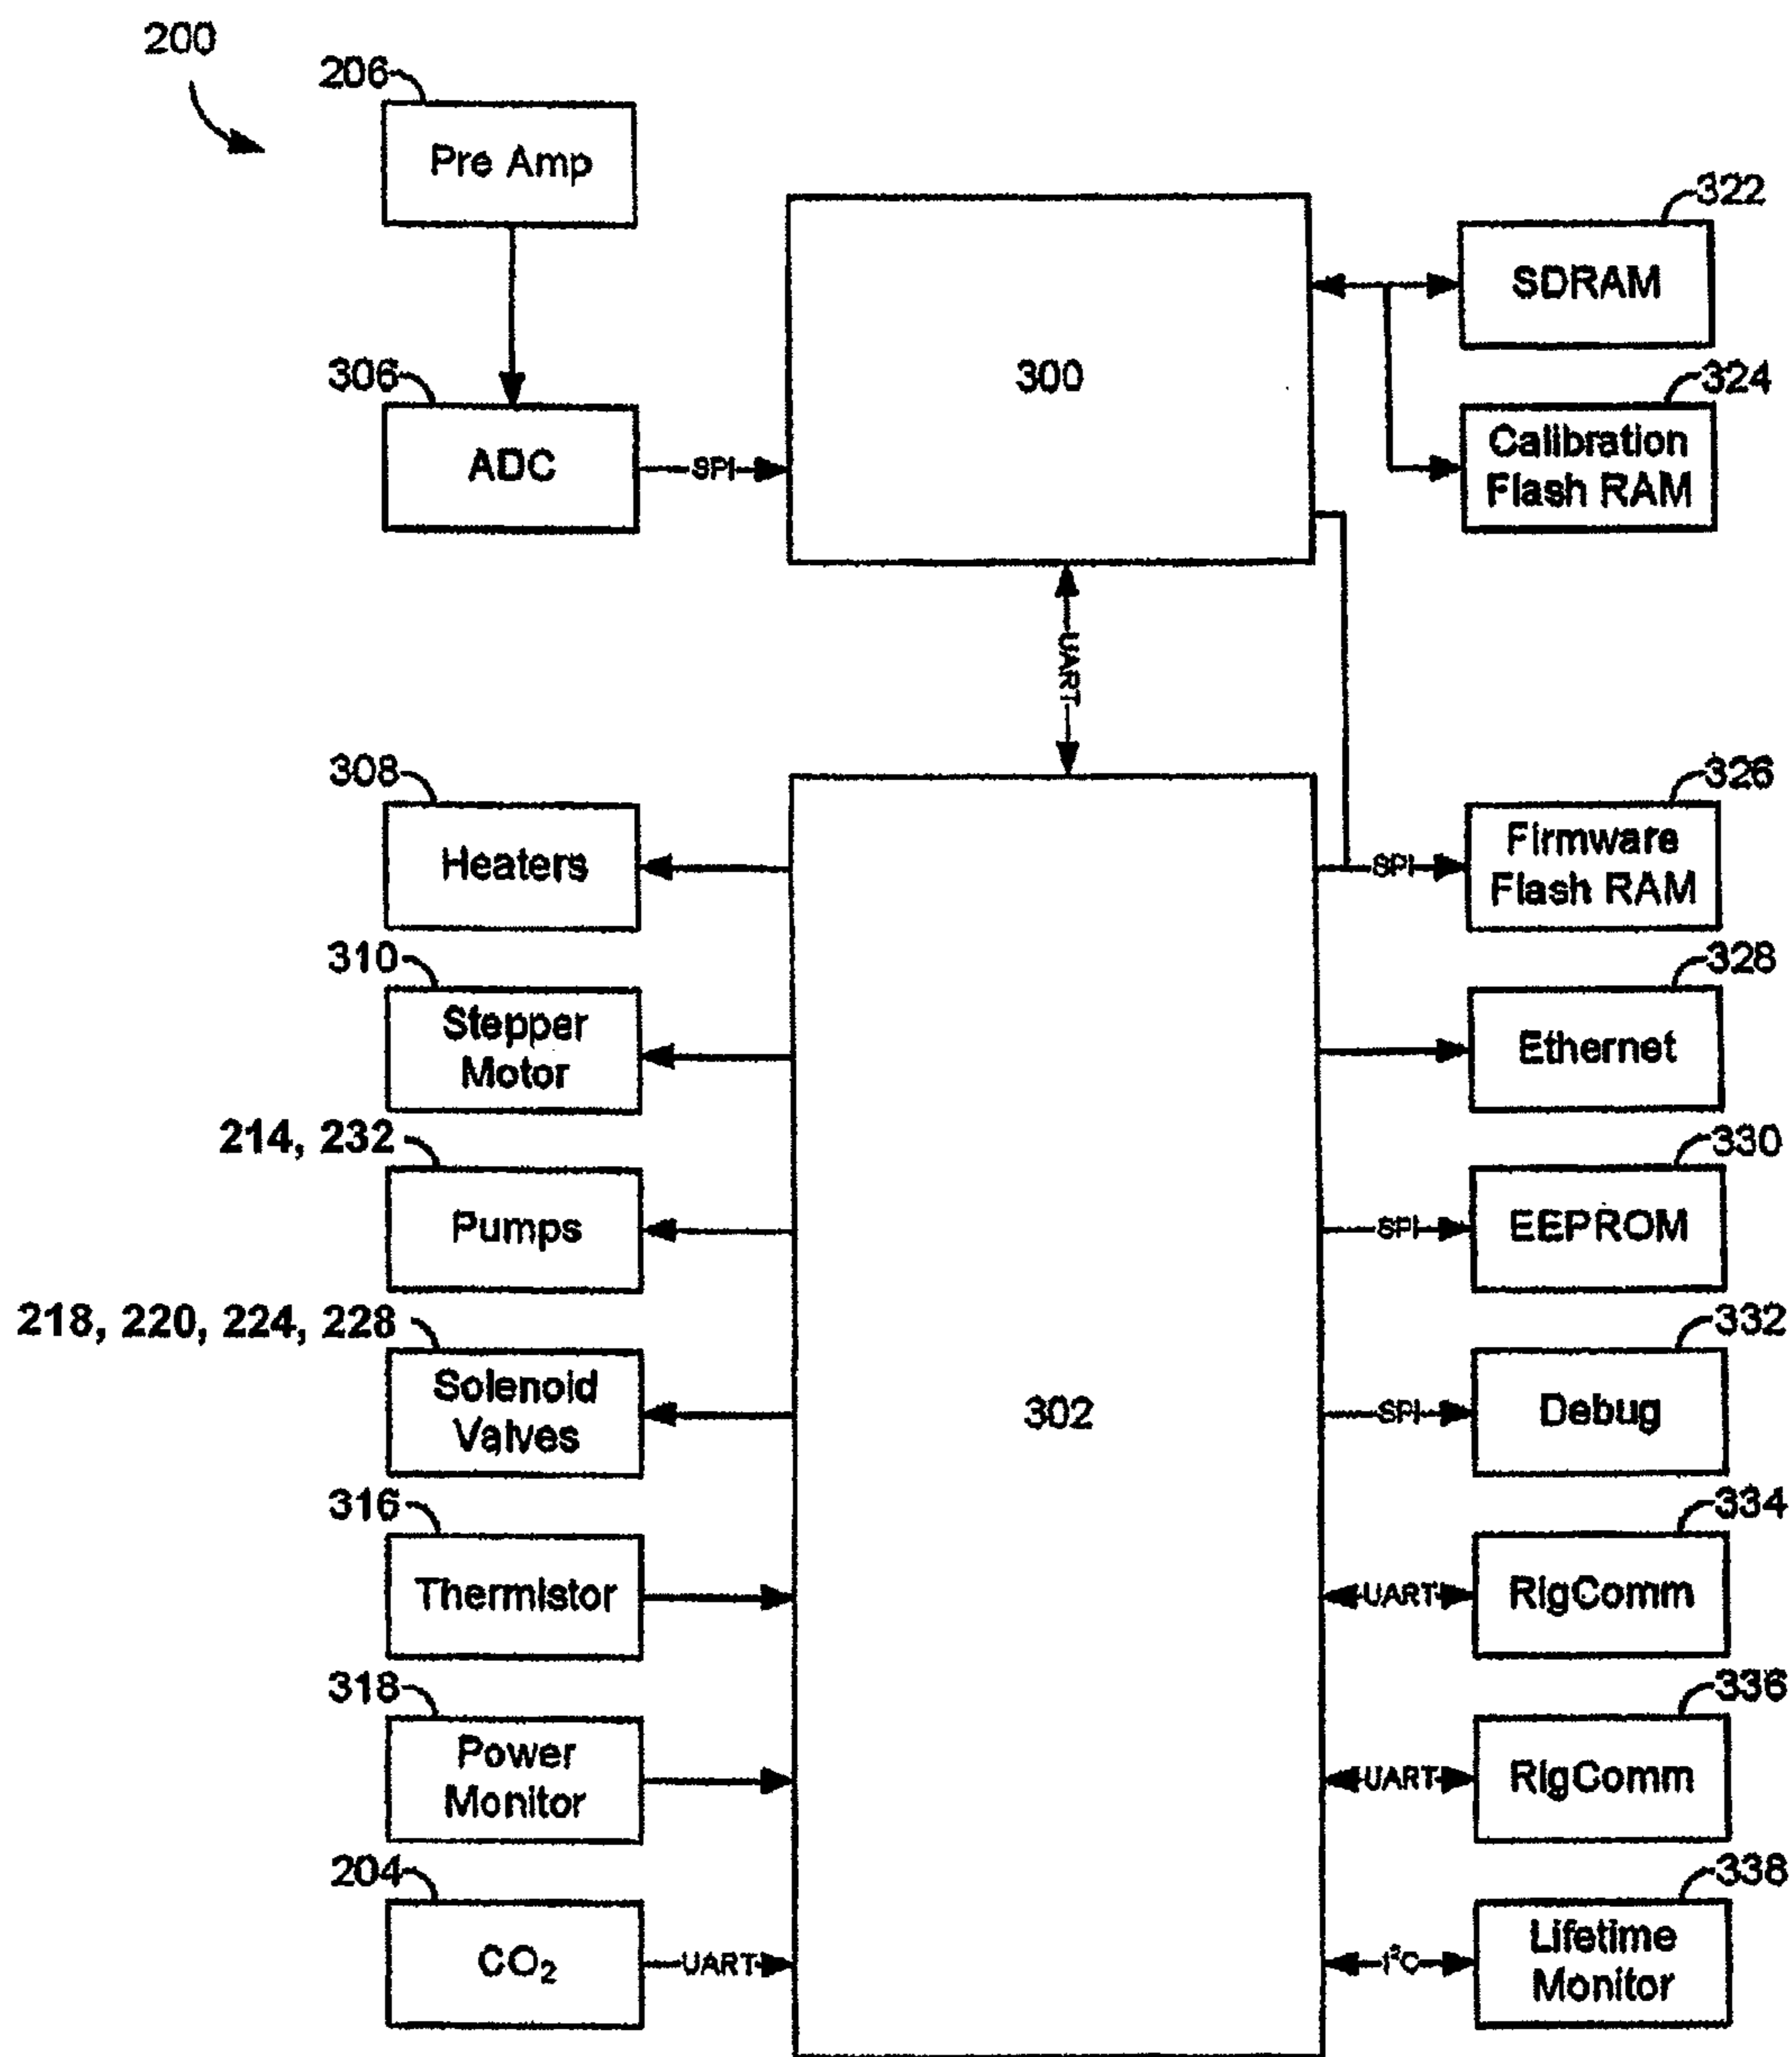 200
206
Pre Amp
306
ADC
SPI
300
322
SDRAM
324
Calibration
Flash RAM
UART
308
Heaters
310
Stepper
Motor
214, 232
Pumps
218, 220, 224, 228
Solenoid
Valves
316
Thermistor
318
Power
Monitor
204
CO₂
UART
302
326
SPI
Firmware
Flash RAM
328
Ethernet
330
SPI
EEPROM
332
SPI
Debug
334
UART
RigComm
336
UART
RigComm
338
I²C
Lifetime
Monitor